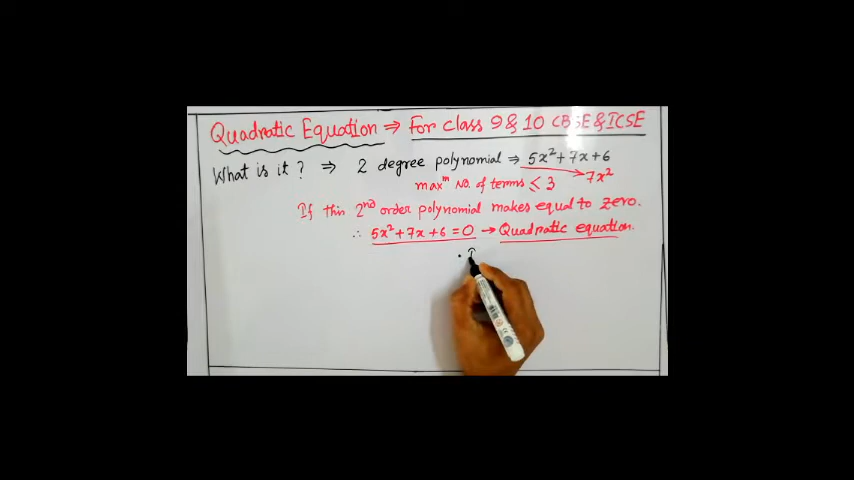 Quadratic Equation ⇒ For class 9 & 10 CBSE & ICSE
What is it? ⇒ 2 degree polynomial ⇒ 5x²+7x+6
maxᵐ No. of terms ≤ 3 → 7x²
If this 2ⁿᵈ order polynomial makes equal to zero.
∴ 5x²+7x+6=0 → Quadratic equation.